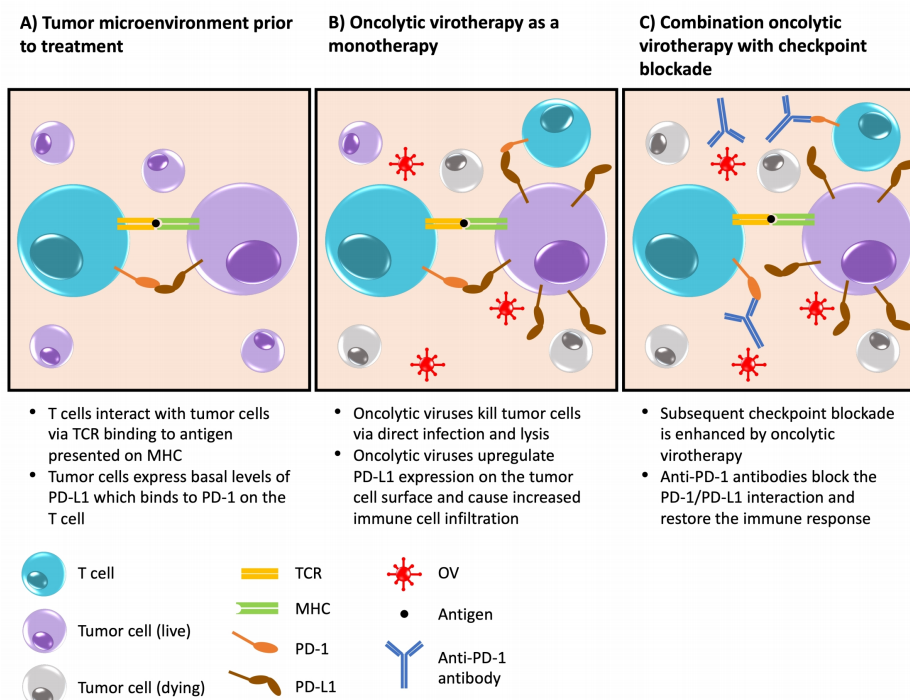 A) Tumor microenvironment prior
to treatment
B) Oncolytic virotherapy as a
monotherapy
C) Combination oncolytic
virotherapy with checkpoint
blockade
• T cells interact with tumor cells
via TCR binding to antigen
presented on MHC
• Tumor cells express basal levels of
PD-L1 which binds to PD-1 on the
T cell
• Oncolytic viruses kill tumor cells
via direct infection and lysis
• Oncolytic viruses upregulate
PD-L1 expression on the tumor
cell surface and cause increased
immune cell infiltration
• Subsequent checkpoint blockade
is enhanced by oncolytic
virotherapy
• Anti-PD-1 antibodies block the
PD-1/PD-L1 interaction and
restore the immune response
T cell
Tumor cell (live)
Tumor cell (dying)
TCR
MHC
PD-1
PD-L1
OV
Antigen
Anti-PD-1
antibody